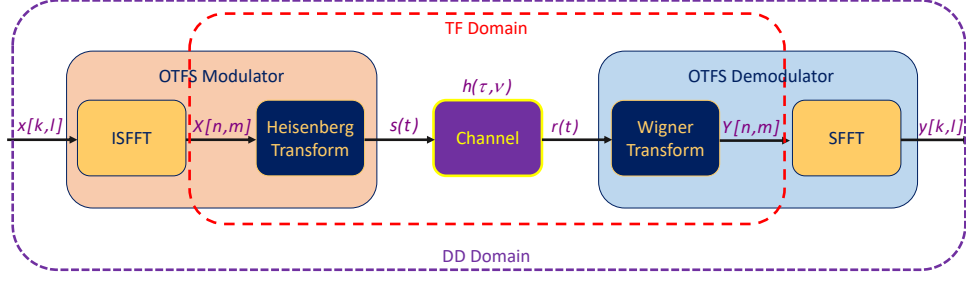 TF Domain
OTFS Modulator
OTFS Demodulator
h(τ,ν)
x[k,l]
ISFFT
X[n,m]
Heisenberg
Transform
s(t)
Channel
r(t)
Wigner
Transform
Y[n,m]
SFFT
y[k,l]
DD Domain